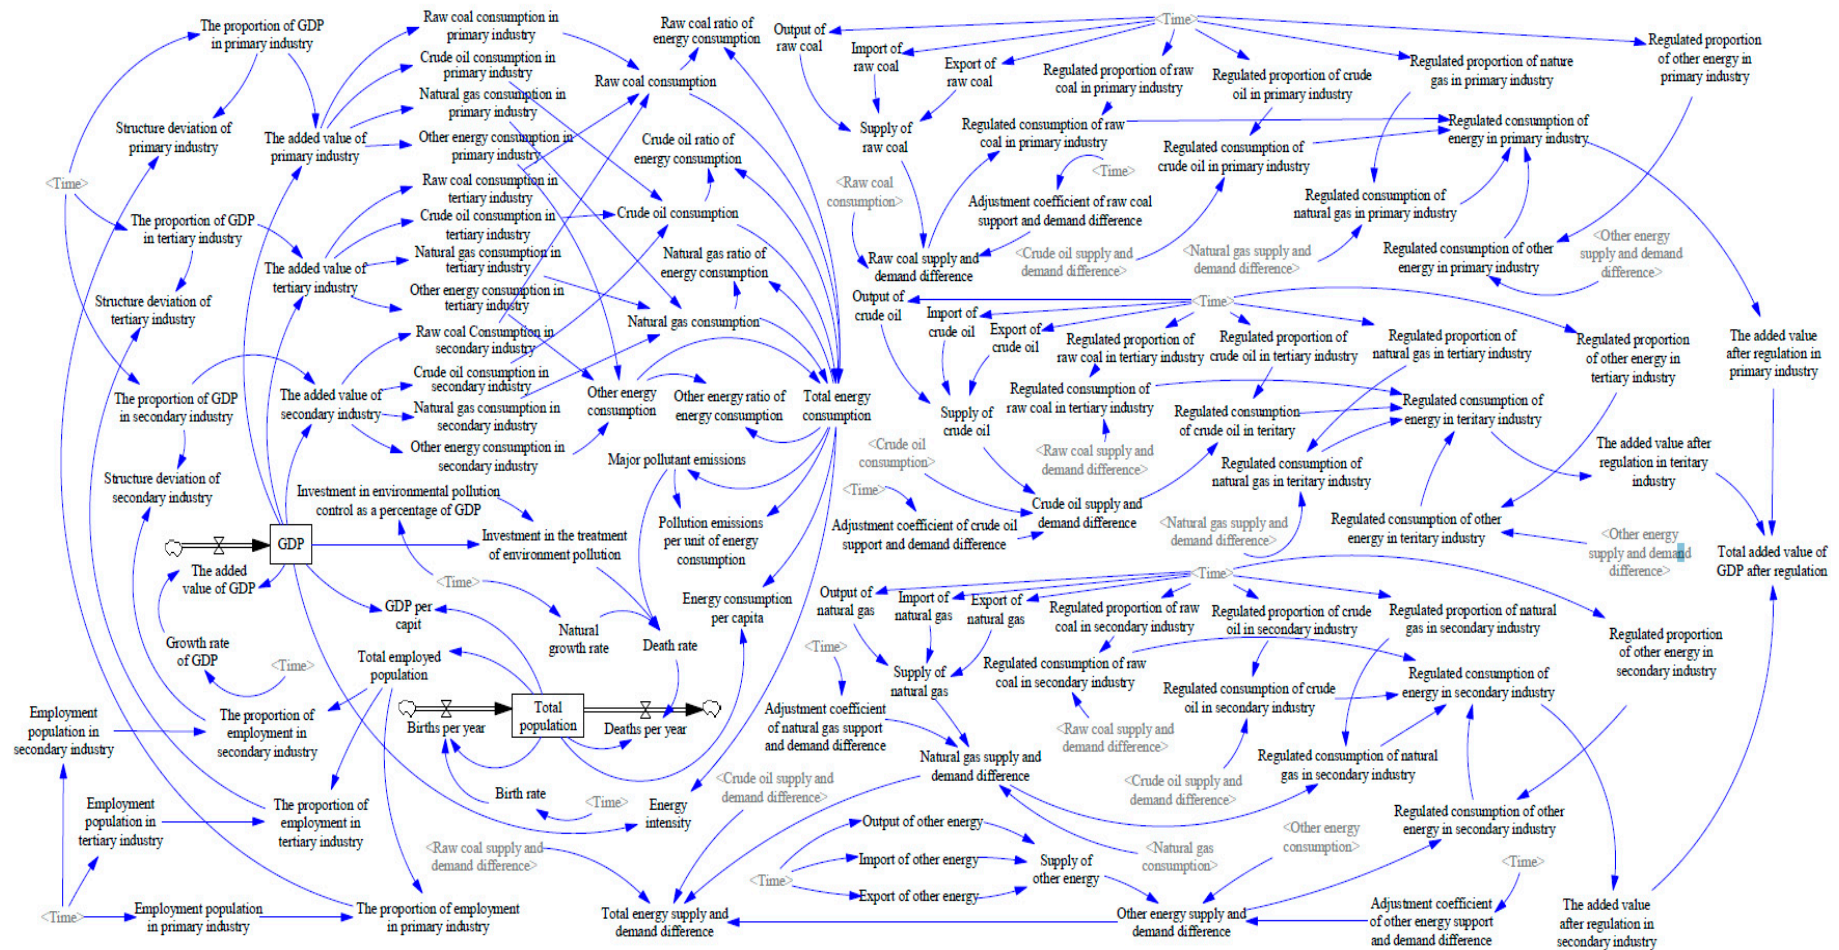 The proportion of GDP
in primary industry
Structure deviation of
primary industry
<Time>
The proportion of GDP
in tertiary industry
Structure deviation of
tertiary industry
The proportion of GDP
in secondary industry
Structure deviation of
secondary industry
The added value of
primary industry
The added value of
tertiary industry
The added value of
secondary industry
Raw coal consumption in
primary industry
Crude oil consumption in
primary industry
Natural gas consumption in
primary industry
Other energy consumption in
primary industry
Raw coal consumption in
tertiary industry
Crude oil consumption in
tertiary industry
Natural gas consumption in
tertiary industry
Other energy consumption in
tertiary industry
Raw coal Consumption in
secondary industry
Crude oil consumption in
secondary industry
Natural gas consumption in
secondary industry
Other energy consumption in
secondary industry
Raw coal ratio of
energy consumption
Raw coal consumption
Crude oil ratio of
energy consumption
Crude oil consumption
Natural gas ratio of
energy consumption
Natural gas consumption
Other energy
consumption
Other energy ratio of
energy consumption
Total energy
consumption
Major pollutant emissions
Investment in environmental pollution
control as a percentage of GDP
Investment in the treatment
of environment pollution
Pollution emissions
per unit of energy
consumption
Energy consumption
per capita
GDP
The added
value of GDP
Growth rate
of GDP
<Time>
<Time>
GDP per
capit
Natural
growth rate
Death rate
Total employed
population
Total
population
Births per year
Deaths per year
Birth rate
<Time>
Energy
intensity
Employment
population in
secondary industry
The proportion of
employment in
secondary industry
Employment
population in
tertiary industry
The proportion of
employment in
tertiary industry
<Time>
Employment population
in primary industry
The proportion of employment
in primary industry
<Raw coal supply and
demand difference>
<Crude oil supply and
demand difference>
Total energy supply and
demand difference
<Time>
Output of
raw coal
Import of
raw coal
Export of
raw coal
Supply of
raw coal
<Raw coal
consumption>
Raw coal supply and
demand difference
Regulated proportion of raw
coal in primary industry
Regulated proportion of crude
oil in primary industry
Regulated proportion of nature
gas in primary industry
Regulated proportion
of other energy in
primary industry
Regulated consumption of raw
coal in primary industry
Regulated consumption of
crude oil in primary industry
Regulated consumption of
energy in primary industry
<Time>
Adjustment coefficient of raw coal
support and demand difference
Regulated consumption of
natural gas in primary industry
<Crude oil supply and
demand difference>
<Natural gas supply and
demand difference>
Regulated consumption of other
energy in primary industry
<Other energy
supply and demand
difference>
<Time>
Output of
crude oil
Import of
crude oil
Export of
crude oil
Regulated proportion of
raw coal in tertiary industry
Regulated proportion of
crude oil in tertiary industry
Regulated proportion of
natural gas in tertiary industry
Regulated proportion
of other energy in
tertiary industry
The added value
after regulation in
primary industry
Supply of
crude oil
Regulated consumption of
raw coal in tertiary industry
Regulated consumption
of crude oil in teritary
Regulated consumption of
energy in teritary industry
<Crude oil
consumption>
<Raw coal supply and
demand difference>
Regulated consumption of
natural gas in teritary industry
The added value after
regulation in teritary
industry
<Time>
Adjustment coefficient of crude oil
support and demand difference
Crude oil supply and
demand difference
<Natural gas supply and
demand difference>
Regulated consumption of other
energy in teritary industry
<Other energy
supply and demand
difference>
Total added value of
GDP after regulation
<Time>
Output of
natural gas
Import of
natural gas
Export of
natural gas
Regulated proportion of raw
coal in secondary industry
Regulated proportion of crude
oil in secondary industry
Regulated proportion of natural
gas in secondary industry
Regulated proportion
of other energy in
secondary industry
<Time>
Supply of
natural gas
Regulated consumption of raw
coal in secondary industry
Regulated consumption of crude
oil in secondary industry
Regulated consumption of
energy in secondary industry
Adjustment coefficient
of natural gas support
and demand difference
<Raw coal supply and
demand difference>
Natural gas supply and
demand difference
<Crude oil supply and
demand difference>
Regulated consumption of natural
gas in secondary industry
Regulated consumption of other
energy in secondary industry
Output of other energy
Import of other energy
Export of other energy
<Time>
Supply of
other energy
<Natural gas
consumption>
<Other energy
consumption>
Other energy supply and
demand difference
<Time>
Adjustment coefficient
of other energy support
and demand difference
The added value
after regulation in
secondary industry